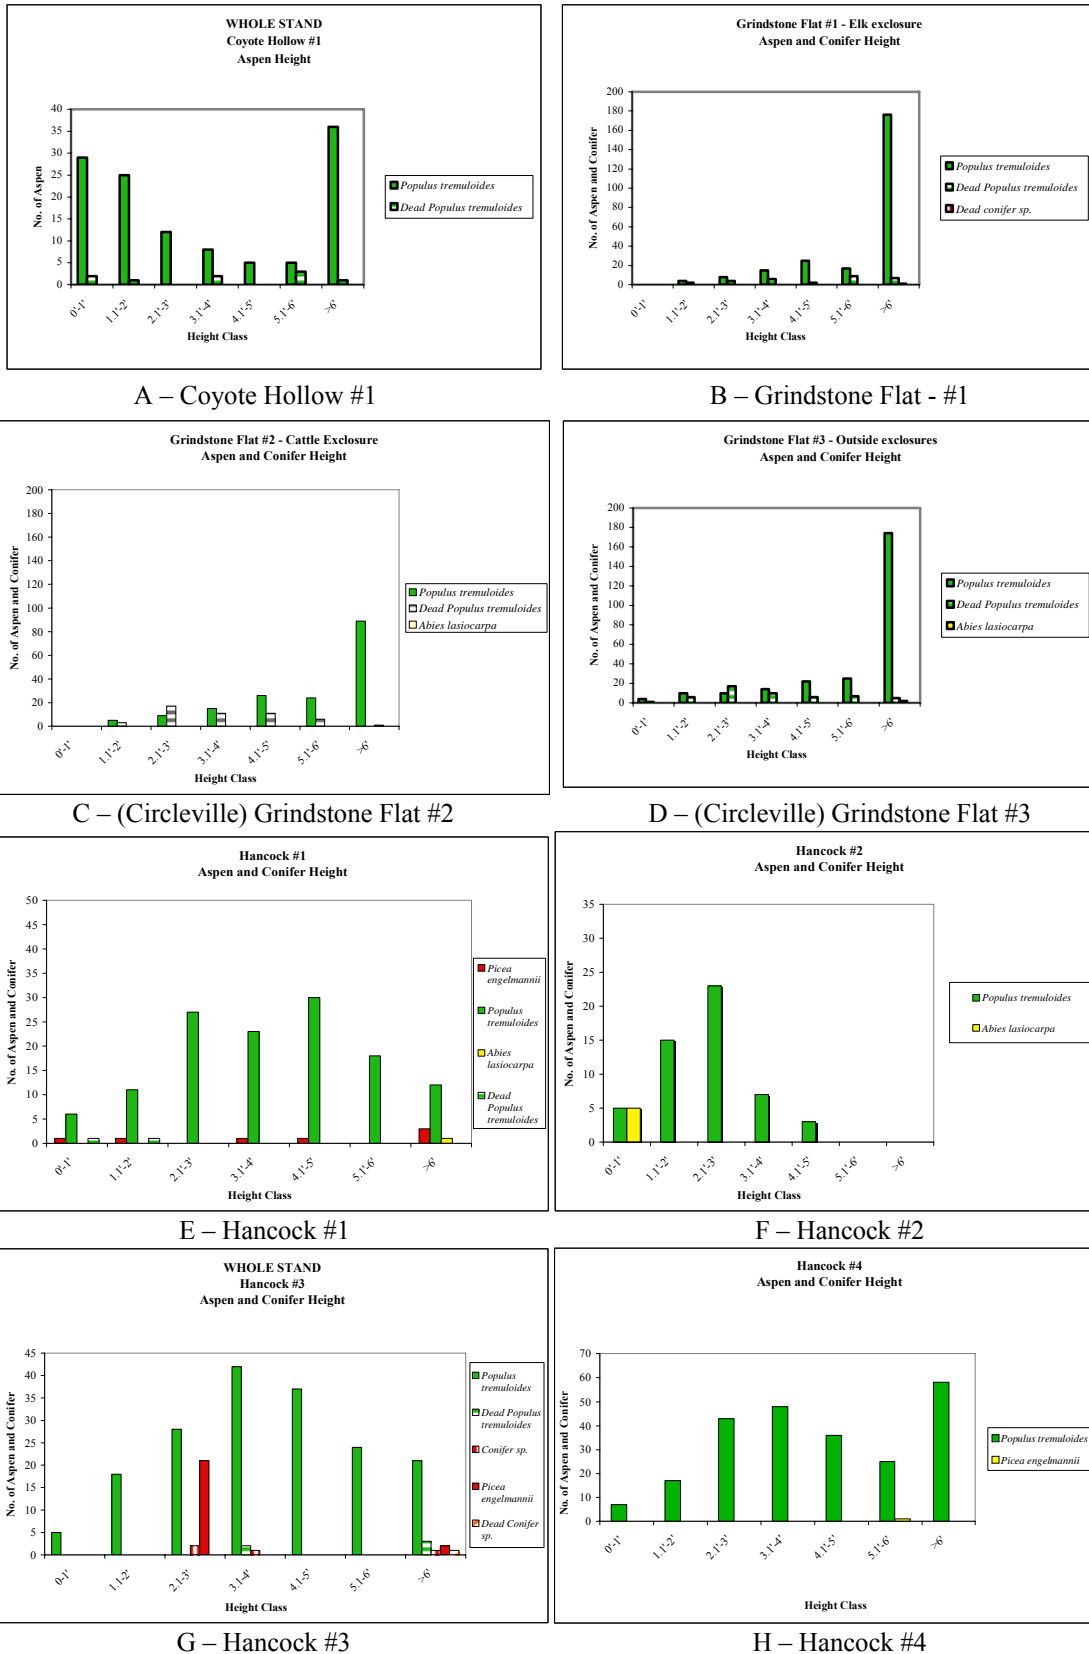 WHOLE STAND
Coyote Hollow #1
Aspen Height
No. of Aspen
40
35
30
25
20
15
10
5
0
0'-1'
1.1'-2'
2.1'-3'
3.1'-4'
4.1'-5'
5.1'-6'
>6'
Height Class
Populus tremuloides
Dead Populus tremuloides
A – Coyote Hollow #1
Grindstone Flat #1 - Elk exclosure
Aspen and Conifer Height
No. of Aspen and Conifer
200
180
160
140
120
100
80
60
40
20
0
0'-1'
1.1'-2'
2.1'-3'
3.1'-4'
4.1'-5'
5.1'-6'
>6'
Height Class
Populus tremuloides
Dead Populus tremuloides
Dead conifer sp.
B – Grindstone Flat - #1
Grindstone Flat #2 - Cattle Exclosure
Aspen and Conifer Height
No. of Aspen and Conifer
200
180
160
140
120
100
80
60
40
20
0
0'-1'
1.1'-2'
2.1'-3'
3.1'-4'
4.1'-5'
5.1'-6'
>6'
Height Class
Populus tremuloides
Dead Populus tremuloides
Abies lasiocarpa
C – (Circleville) Grindstone Flat #2
Grindstone Flat #3 - Outside exclosures
Aspen and Conifer Height
No. of Aspen and Conifer
200
180
160
140
120
100
80
60
40
20
0
0'-1'
1.1'-2'
2.1'-3'
3.1'-4'
4.1'-5'
5.1'-6'
>6'
Height Class
Populus tremuloides
Dead Populus tremuloides
Abies lasiocarpa
D – (Circleville) Grindstone Flat #3
Hancock #1
Aspen and Conifer Height
No. of Aspen and Conifer
50
45
40
35
30
25
20
15
10
5
0
0'-1'
1.1'-2'
2.1'-3'
3.1'-4'
4.1'-5'
5.1'-6'
>6'
Height Class
Picea
engelmannii
Populus
tremuloides
Abies
lasiocarpa
Dead
Populus
tremuloides
E – Hancock #1
Hancock #2
Aspen and Conifer Height
No. of Aspen and Conifer
35
30
25
20
15
10
5
0
0'-1'
1.1'-2'
2.1'-3'
3.1'-4'
4.1'-5'
5.1'-6'
>6'
Height Class
Populus tremuloides
Abies lasiocarpa
F – Hancock #2
WHOLE STAND
Hancock #3
Aspen and Conifer Height
No. of Aspen and Conifer
45
40
35
30
25
20
15
10
5
0
0-1'
1.1-2'
2.1-3'
3.1-4'
4.1-5'
5.1-6'
>6'
Height Class
Populus
tremuloides
Dead Populus
tremuloides
Conifer sp.
Picea
engelmannii
Dead Conifer
sp.
G – Hancock #3
Hancock #4
Aspen and Conifer Height
No. of Aspen and Conifer
70
60
50
40
30
20
10
0
0'-1'
1.1'-2'
2.1'-3'
3.1'-4'
4.1'-5'
5.1'-6'
>6'
Height Class
Populus tremuloides
Picea engelmannii
H – Hancock #4